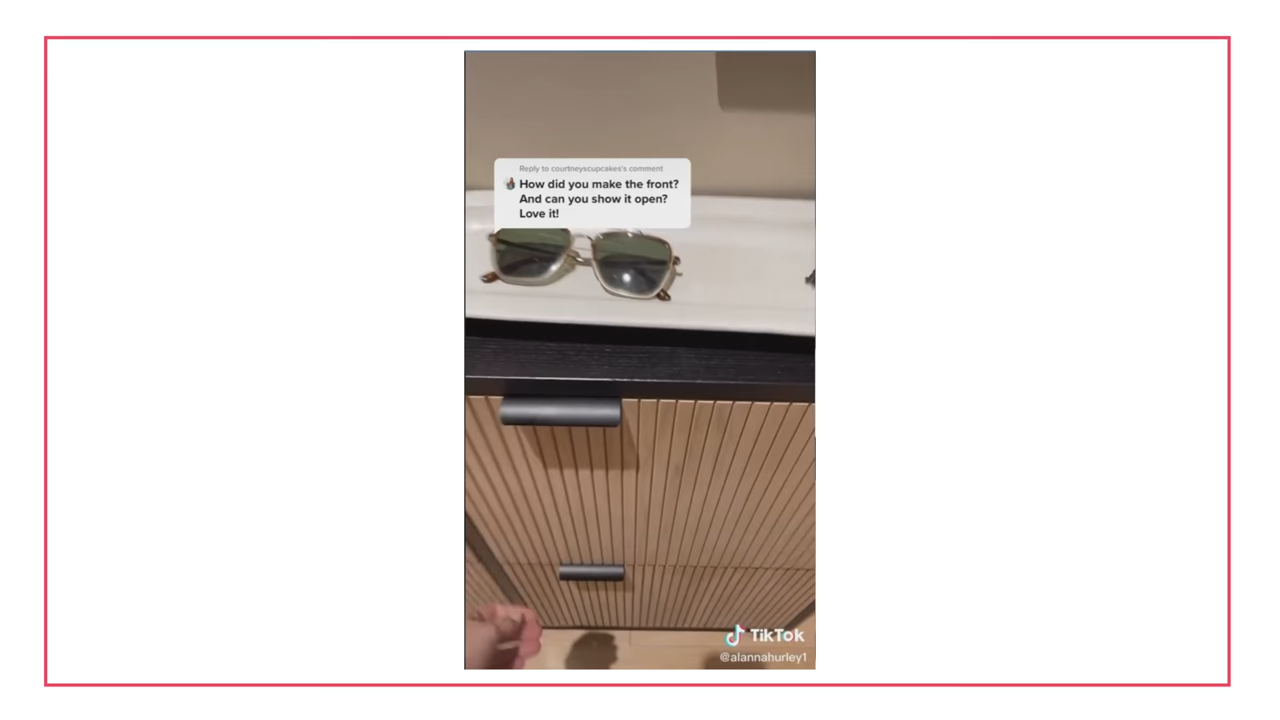 Reply to courtneyscupcakes's comment
How did you make the front?
And can you show it open?
Love it!
TikTok
@alannahurley1